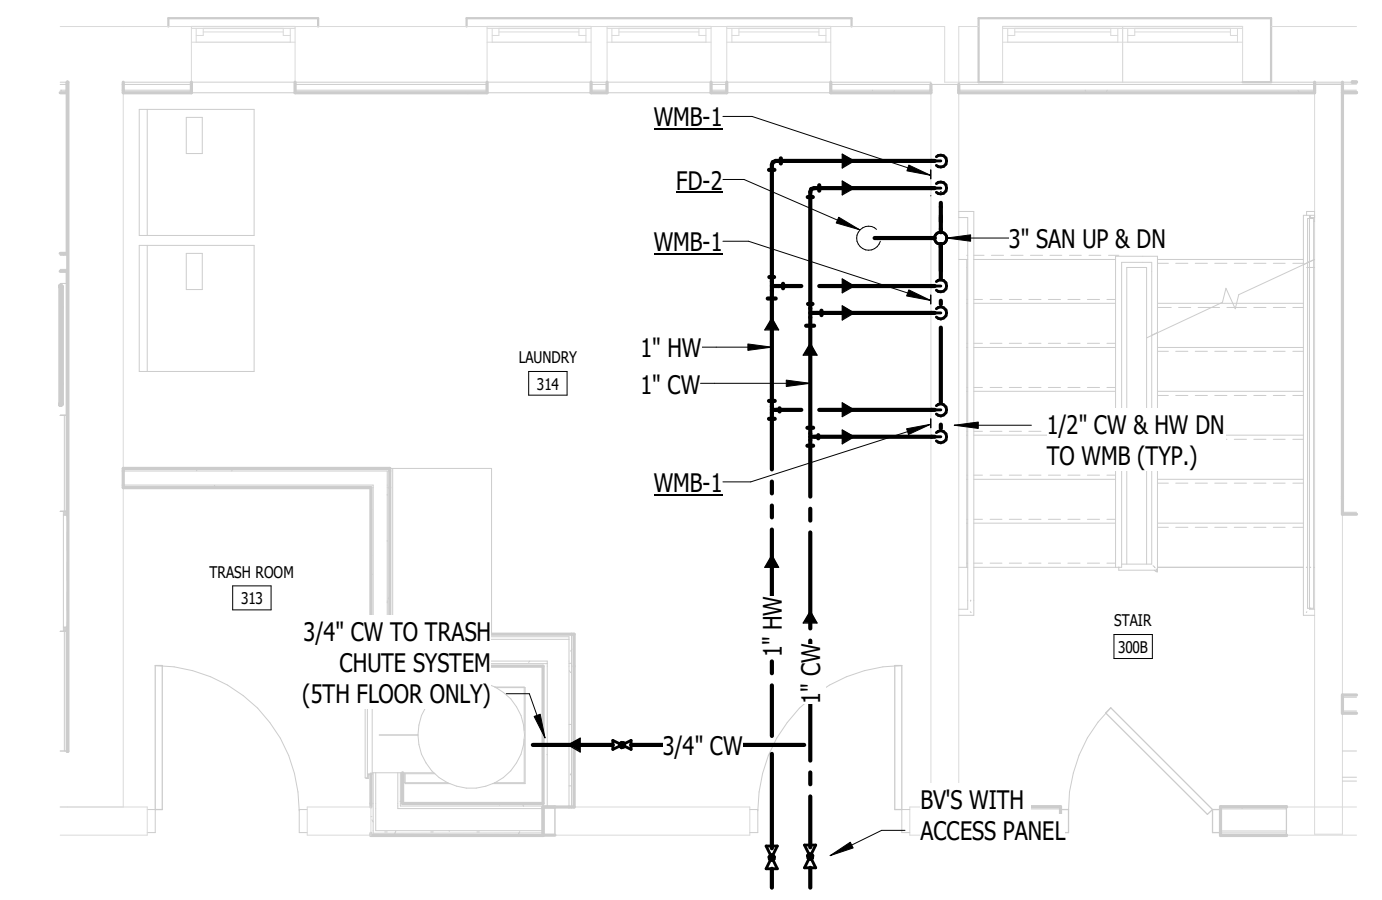 WMB-1
FD-2
WMB-1
3" SAN UP & DN
1" HW
1" CW
LAUNDRY
314
1/2" CW & HW DN
TO WMB (TYP.)
WMB-1
TRASH ROOM
313
3/4" CW TO TRASH
CHUTE SYSTEM
(5TH FLOOR ONLY)
1" HW
1" CW
STAIR
300B
3/4" CW
BV'S WITH
ACCESS PANEL